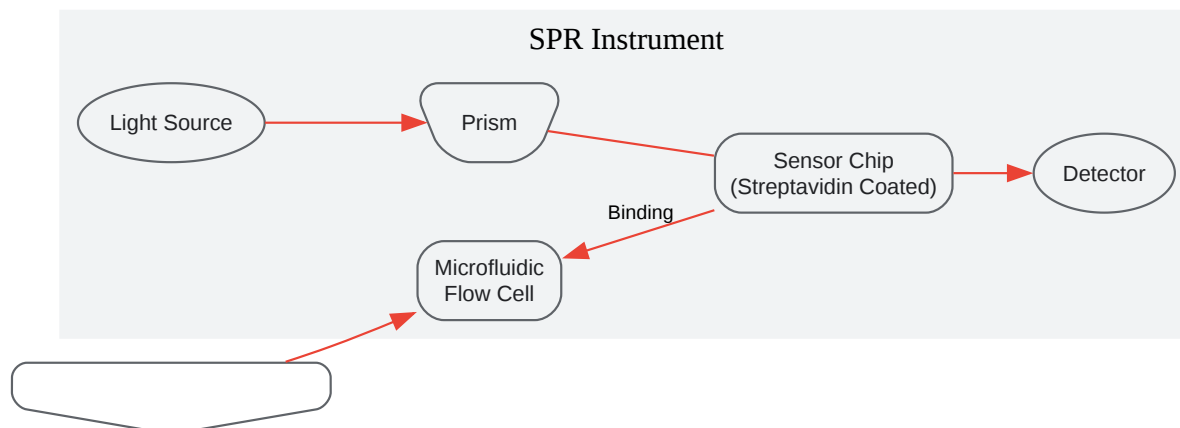 SPR Instrument
Light Source
Prism
Sensor Chip
(Streptavidin Coated)
Detector
Binding
Microfluidic
Flow Cell